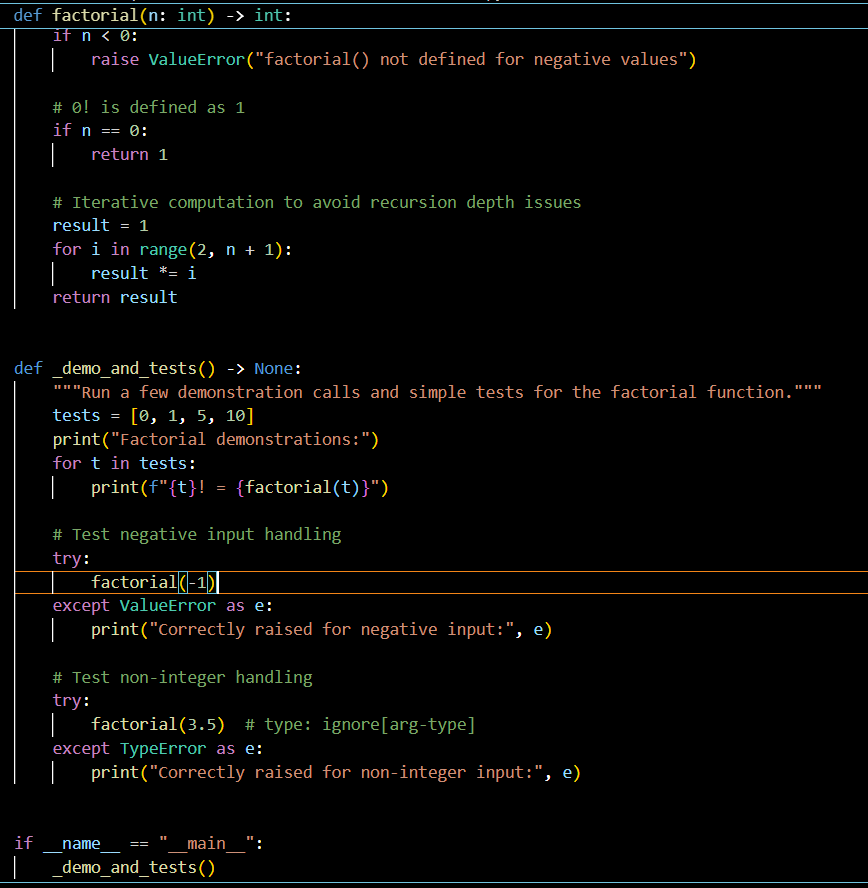 def factorial(n: int) -> int:
    if n < 0:
        raise ValueError("factorial() not defined for negative values")

    # 0! is defined as 1
    if n == 0:
        return 1

    # Iterative computation to avoid recursion depth issues
    result = 1
    for i in range(2, n + 1):
        result *= i
    return result


def _demo_and_tests() -> None:
    """Run a few demonstration calls and simple tests for the factorial function."""
    tests = [0, 1, 5, 10]
    print("Factorial demonstrations:")
    for t in tests:
        print(f"{t}! = {factorial(t)}")

    # Test negative input handling
    try:
        factorial(-1)
    except ValueError as e:
        print("Correctly raised for negative input:", e)

    # Test non-integer handling
    try:
        factorial(3.5)  # type: ignore[arg-type]
    except TypeError as e:
        print("Correctly raised for non-integer input:", e)


if __name__ == "__main__":
    _demo_and_tests()